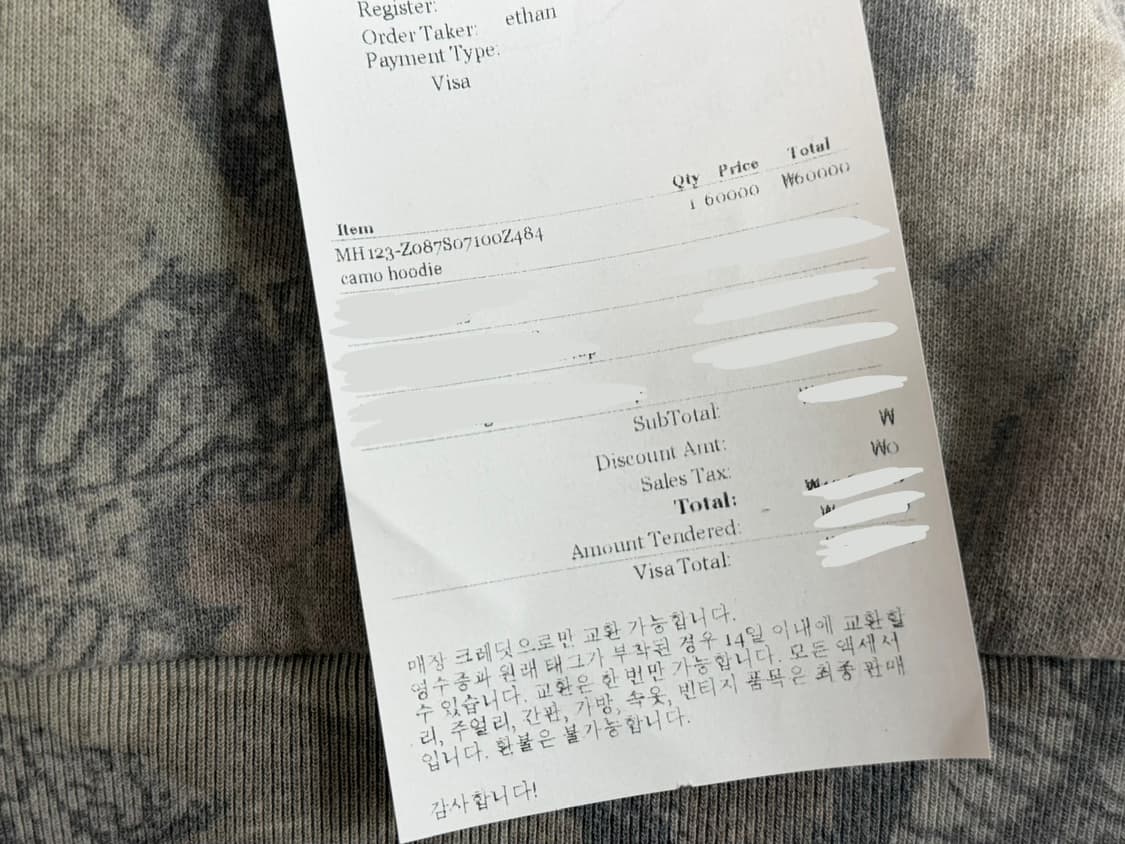 Register:
Order Taker: ethan
Payment Type:
Visa
Item Qty Price Total
MH123-Z087S07100Z484 1 60000 ₩60000
camo hoodie
SubTotal:
Discount Amt: ₩
Sales Tax: ₩0
Total: ₩
Amount Tendered: ₩
Visa Total:
매장 크레딧으로만 교환 가능합니다.
영수증과 원래 태그가 부착된 경우 14일 이내에 교환할
수 있습니다. 교환은 한 번만 가능합니다. 모든 액세서
리, 주얼리, 간판, 가방, 속옷, 빈티지 품목은 최종 판매
입니다. 환불은 불가능합니다.
감사합니다!